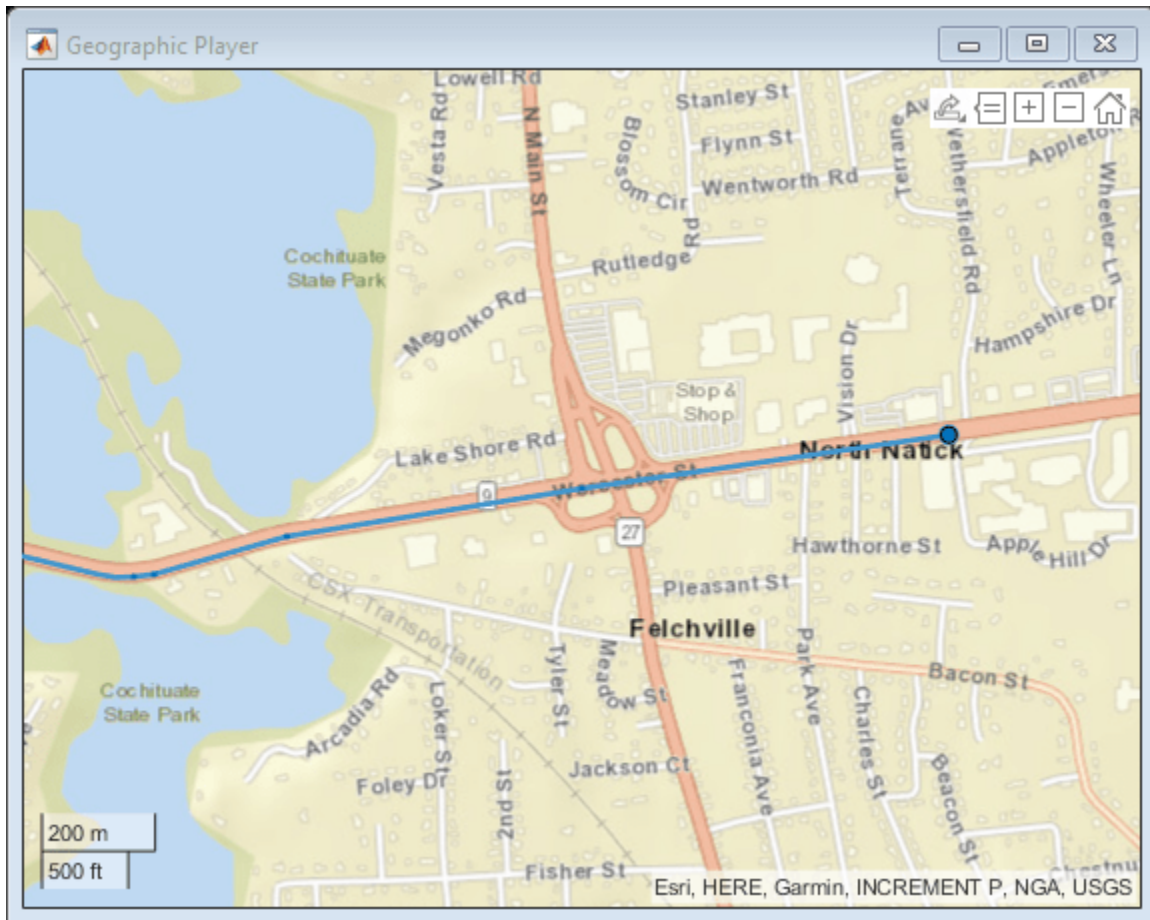 Geographic Player
Lowell Rd
Vesta Rd
N Main St
Stanley St
Flynn St
Blossom Cir
Wentworth Rd
Terrane
Wethersfield Rd
Appleton
Wheeler Ln
Cochituate
State Park
Rutledge Rd
Megonko Rd
Hampshire Dr
Vision Dr
Stop &
Shop
Lake Shore Rd
North Natick
Worcester St
9
27
Hawthorne St
Apple Hill Dr
CSX Transportation
Pleasant St
Felchville
Bacon St
Park Ave
Tyler St
Meadow St
Franconia Ave
Charles St
Cochituate
State Park
Arcadia Rd
Loker St
Jackson Ct
Foley Dr
2nd St
Beacon St
200 m
500 ft
Fisher St
Chestnu
Esri, HERE, Garmin, INCREMENT P, NGA, USGS